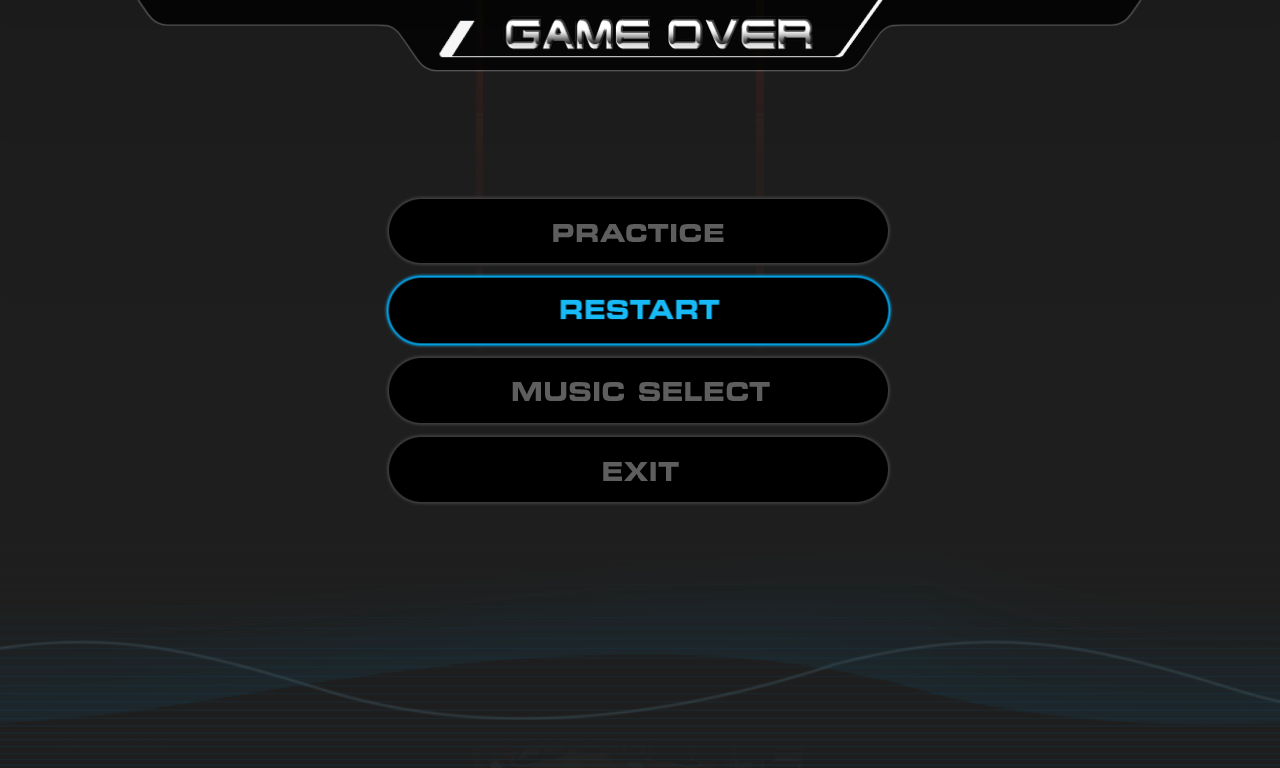 GAME OVER
PRACTICE
RESTART
MUSIC SELECT
EXIT